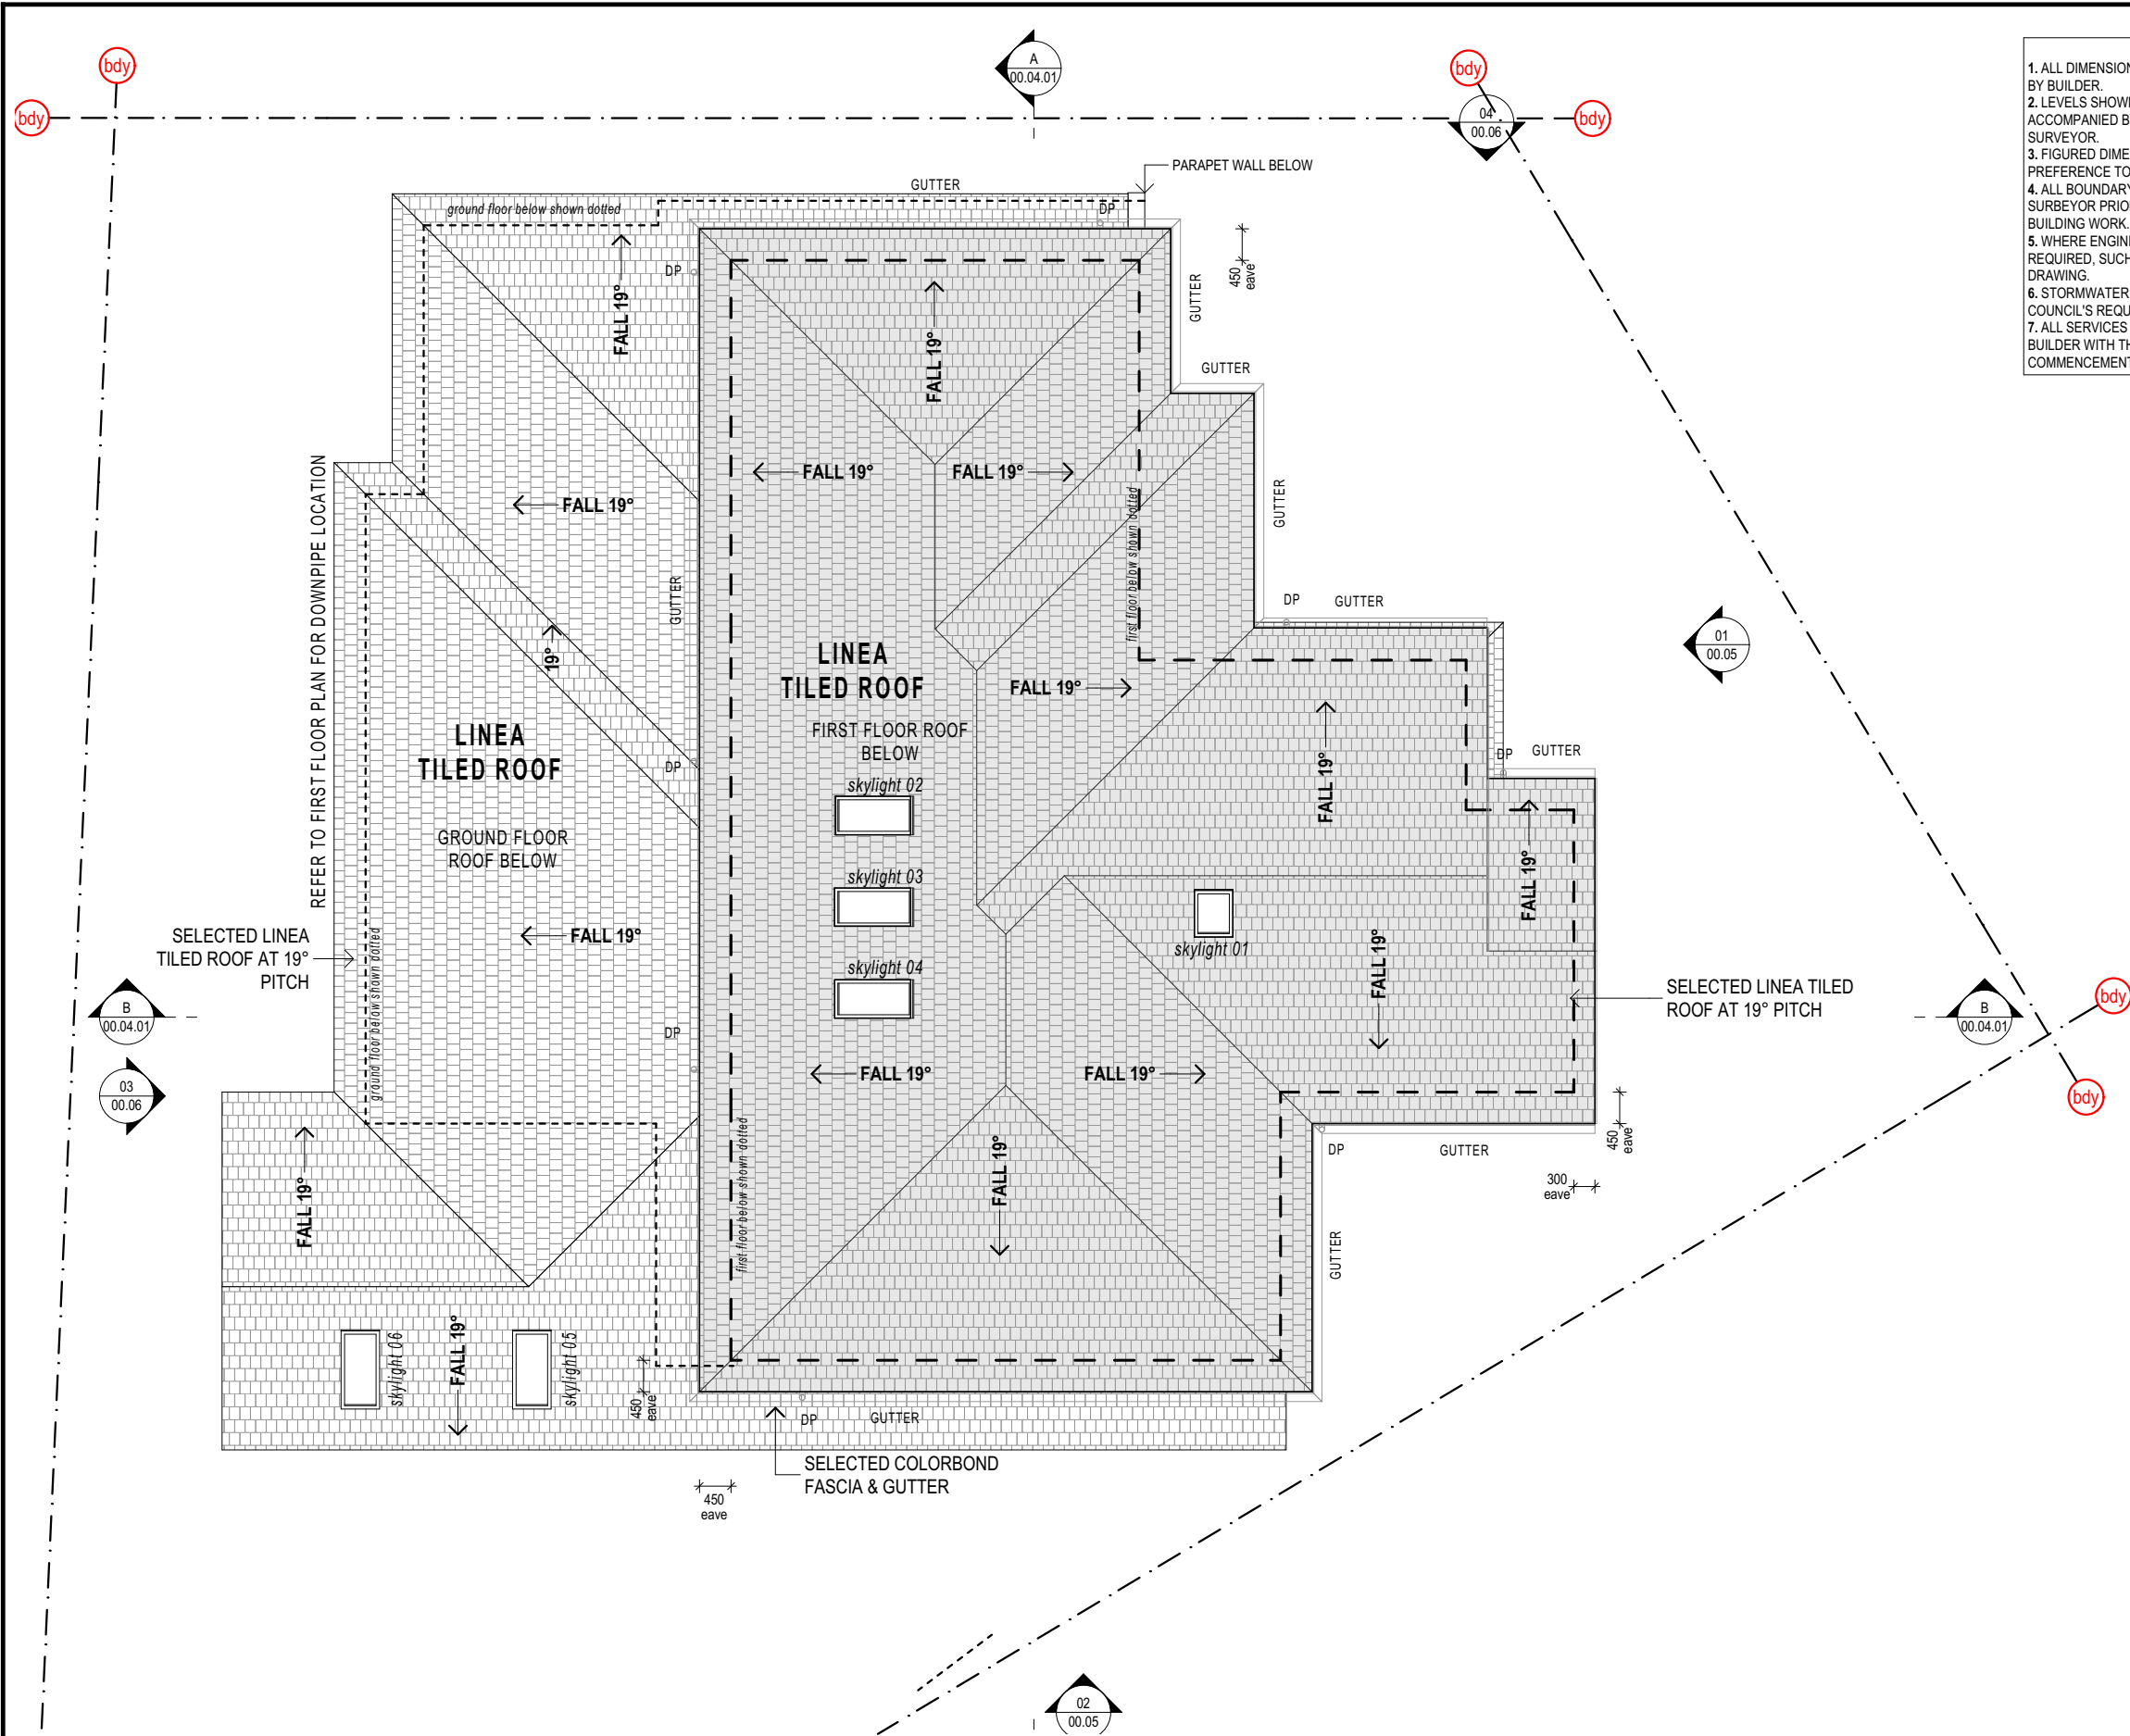 bdy
bdy
A
00.04.01
bdy
04
00.06
bdy
1. ALL DIMENSION
BY BUILDER.
2. LEVELS SHOW
ACCOMPANIED B
SURVEYOR.
3. FIGURED DIME
PREFERENCE TO
4. ALL BOUNDARY
SURBEYOR PRIO
BUILDING WORK.
5. WHERE ENGIN
REQUIRED, SUCH
DRAWING.
6. STORMWATER
COUNCIL'S REQU
7. ALL SERVICES
BUILDER WITH TH
COMMENCEMENT
PARAPET WALL BELOW
GUTTER
ground floor below shown dotted
DP
DP
450
eave
GUTTER
FALL 19°
FALL 19°
GUTTER
FALL 19°
FALL 19°
FALL 19°
GUTTER
first floor below shown dotted
REFER TO FIRST FLOOR PLAN FOR DOWNPIPE LOCATION
GUTTER
DP
GUTTER
19°
LINEA
TILED ROOF
01
00.05
FALL 19°
FIRST FLOOR ROOF
BELOW
LINEA
TILED ROOF
DP
FALL 19°
DP
GUTTER
skylight 02
GROUND FLOOR
ROOF BELOW
skylight 03
FALL 19°
skylight 01
FALL 19°
FALL 19°
SELECTED LINEA
TILED ROOF AT 19°
PITCH
ground floor below shown dotted
skylight 04
SELECTED LINEA TILED
ROOF AT 19° PITCH
B
00.04.01
DP
B
00.04.01
bdy
03
00.06
FALL 19°
FALL 19°
bdy
450
eave
DP
GUTTER
FALL 19°
first floor below shown dotted
FALL 19°
300
eave
GUTTER
skylight 06
FALL 19°
skylight 05
450
eave
DP
GUTTER
SELECTED COLORBOND
FASCIA & GUTTER
450
eave
02
00.05